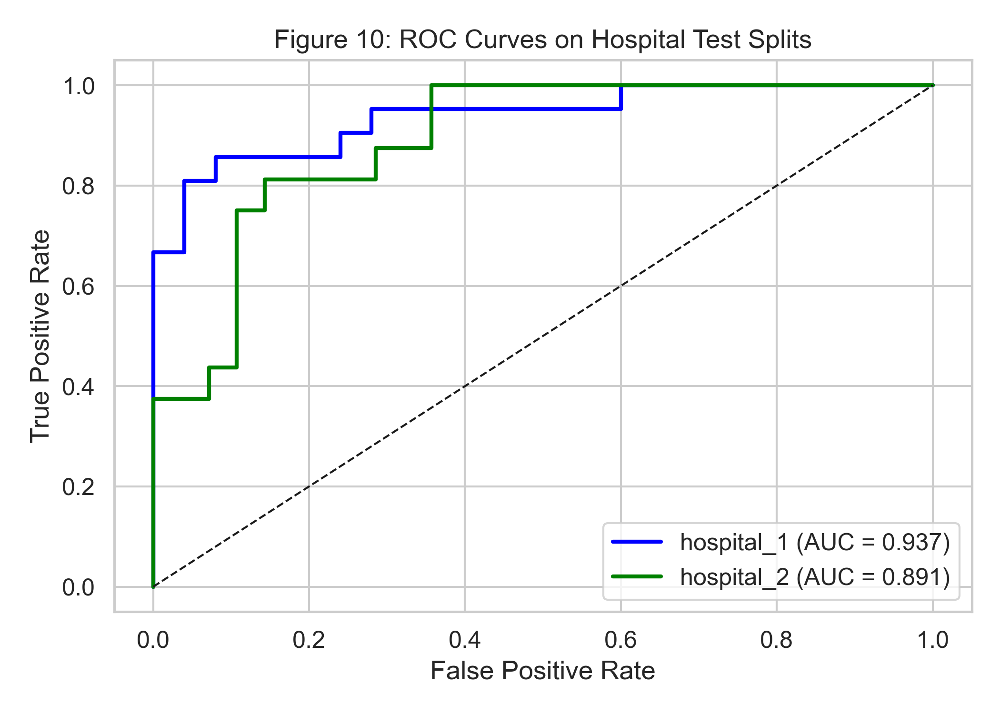 Figure 10: ROC Curves on Hospital Test Splits
1.0
0.8
0.6
0.4
0.2
0.0
True Positive Rate
hospital_1 (AUC = 0.937)
hospital_2 (AUC = 0.891)
0.0 0.2 0.4 0.6 0.8 1.0
False Positive Rate